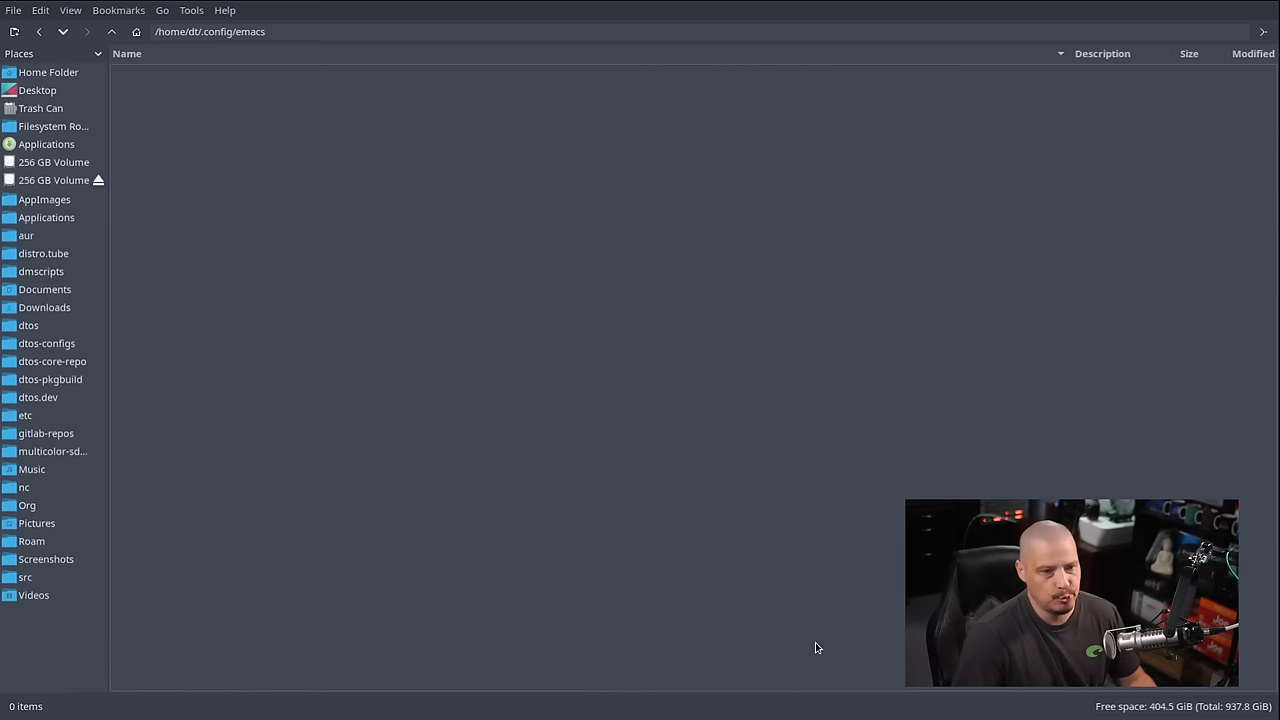 File Edit View Bookmarks Go Tools Help
/home/dt/.config/emacs
Places
Name Description Size Modified
Home Folder
Desktop
Trash Can
Filesystem Ro...
Applications
256 GB Volume
256 GB Volume
AppImages
Applications
aur
distro.tube
dmscripts
Documents
Downloads
dtos
dtos-configs
dtos-core-repo
dtos-pkgbuild
dtos.dev
etc
gitlab-repos
multicolor-sd...
Music
nc
Org
Pictures
Roam
Screenshots
src
Videos
0 items
Free space: 404.5 GiB (Total: 937.8 GiB)